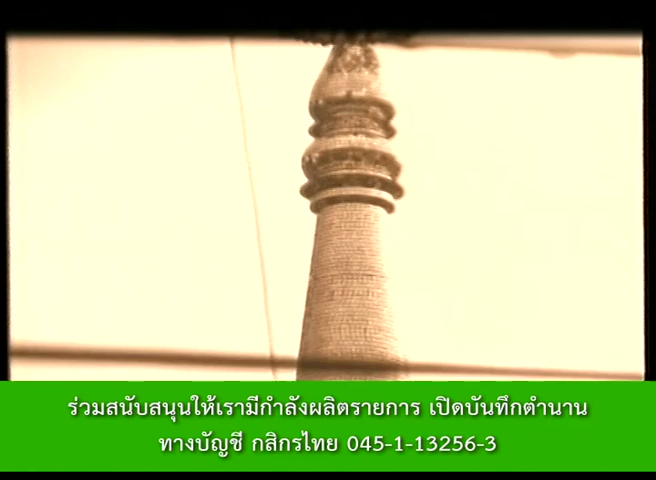 ร่วมสนับสนุนให้เรามีกำลังผลิตรายการ เปิดบันทึกตำนาน
ทางบัญชี กสิกรไทย 045-1-13256-3